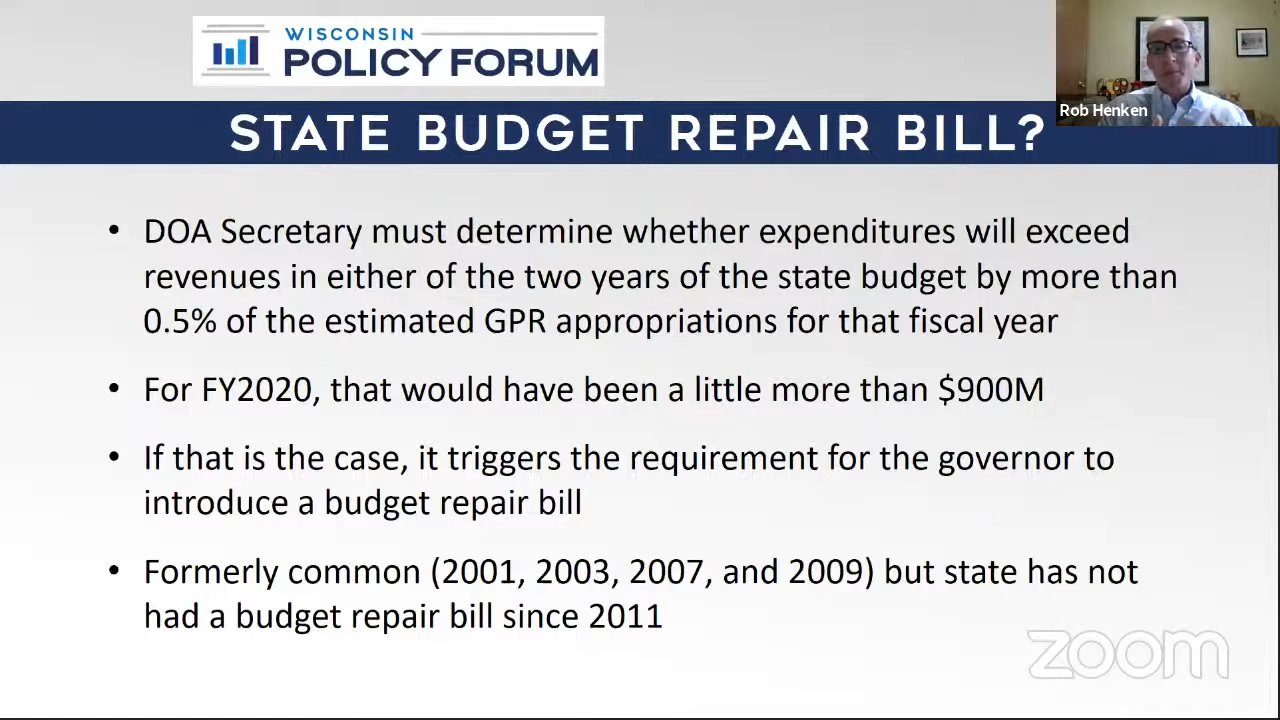 WISCONSIN
POLICY FORUM
Rob Henken
STATE BUDGET REPAIR BILL?
• DOA Secretary must determine whether expenditures will exceed
revenues in either of the two years of the state budget by more than
0.5% of the estimated GPR appropriations for that fiscal year
• For FY2020, that would have been a little more than $900M
• If that is the case, it triggers the requirement for the governor to
introduce a budget repair bill
• Formerly common (2001, 2003, 2007, and 2009) but state has not
had a budget repair bill since 2011
zoom